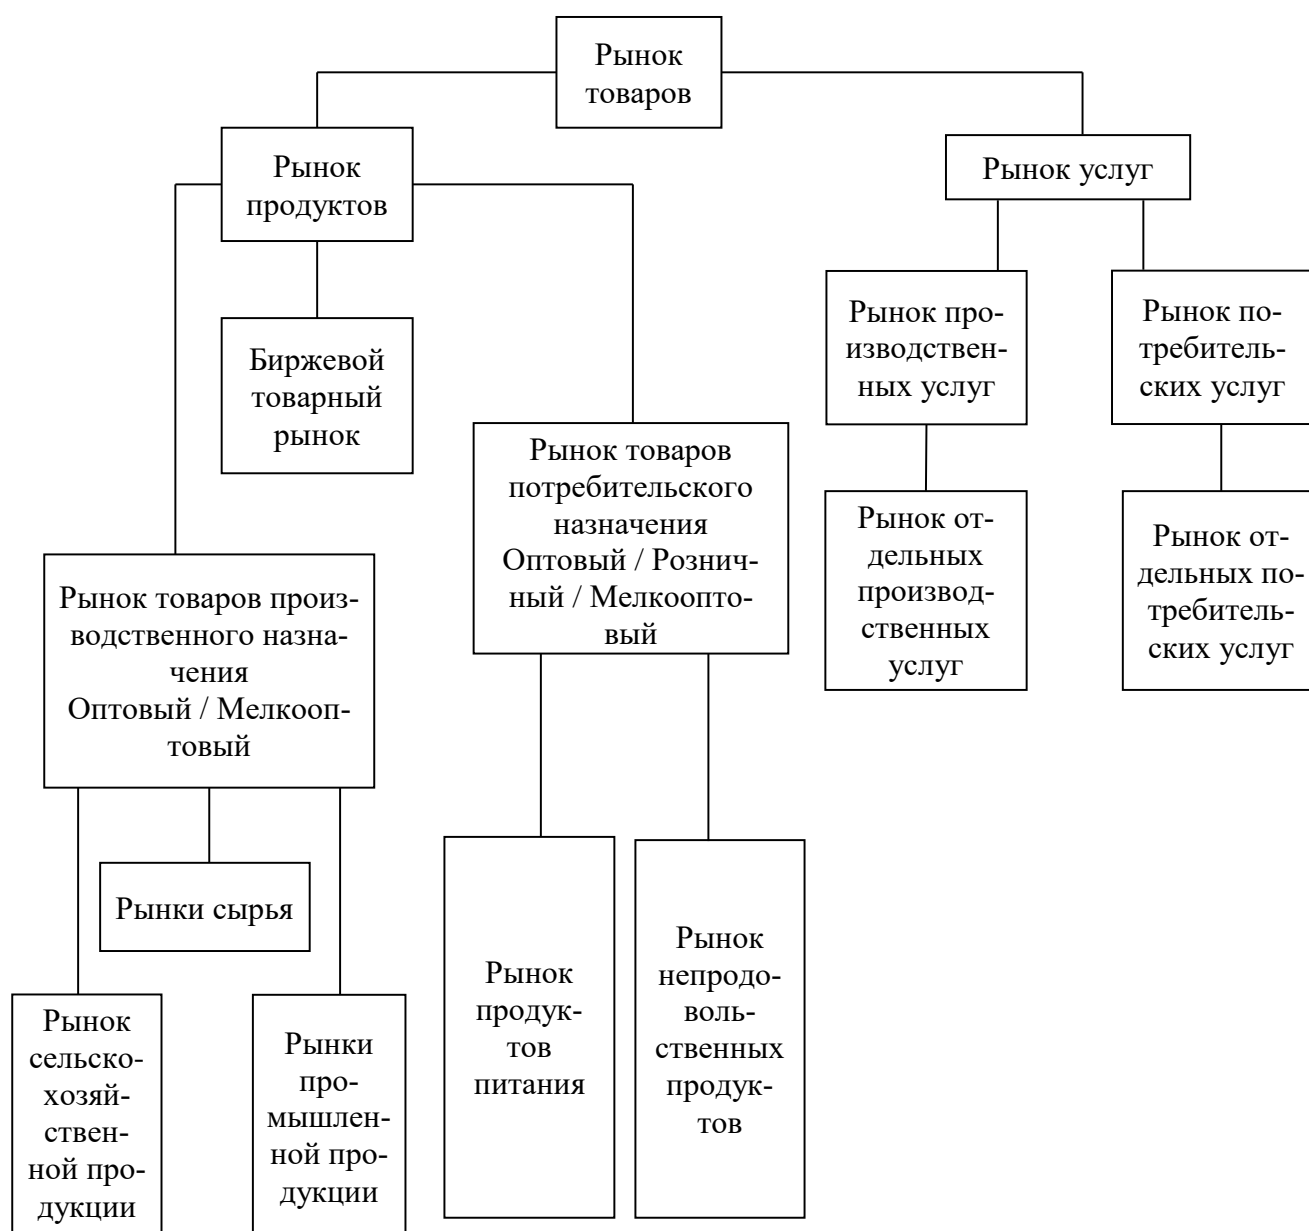 Рынок
товаров
Рынок
продуктов
Рынок услуг
Биржевой
товарный
рынок
Рынок про-
изводствен-
ных услуг
Рынок по-
требитель-
ских услуг
Рынок товаров
потребительского
назначения
Оптовый / Рознич-
ный / Мелкоопто-
вый
Рынок от-
дельных
производ-
ственных
услуг
Рынок от-
дельных по-
требитель-
ских услуг
Рынок товаров произ-
водственного назна-
чения
Оптовый / Мелкооп-
товый
Рынки сырья
Рынок
сельско-
хозяй-
ствен-
ной про-
дукции
Рынки
про-
мышлен-
ной про-
дукции
Рынок
продук-
тов
питания
Рынок
непродо-
воль-
ственных
продук-
тов